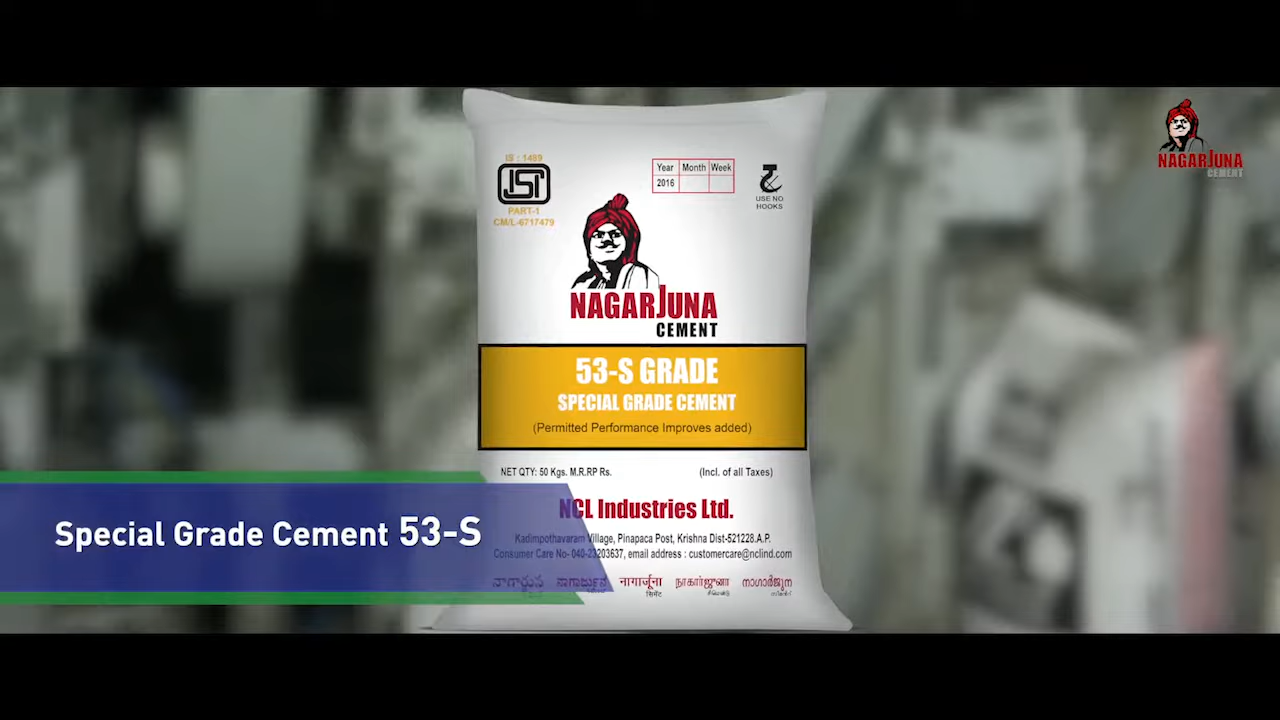 NAGARJUNA
CEMENT
IS : 1489
ISI
PART-1
CM/L-6717479
Year Month Week
2016
USE NO
HOOKS
NAGARJUNA
CEMENT
53-S GRADE
SPECIAL GRADE CEMENT
(Permitted Performance Improves added)
NET QTY: 50 Kgs. M.R.RP Rs. (Incl. of all Taxes)
NCL Industries Ltd.
Kadimpothavaram Village, Pinapaca Post, Krishna Dist-521228.A.P.
Consumer Care No- 040-23203637, email address : customercare@nclind.com
नागार्जूना
सिमेंट
Special Grade Cement 53-S